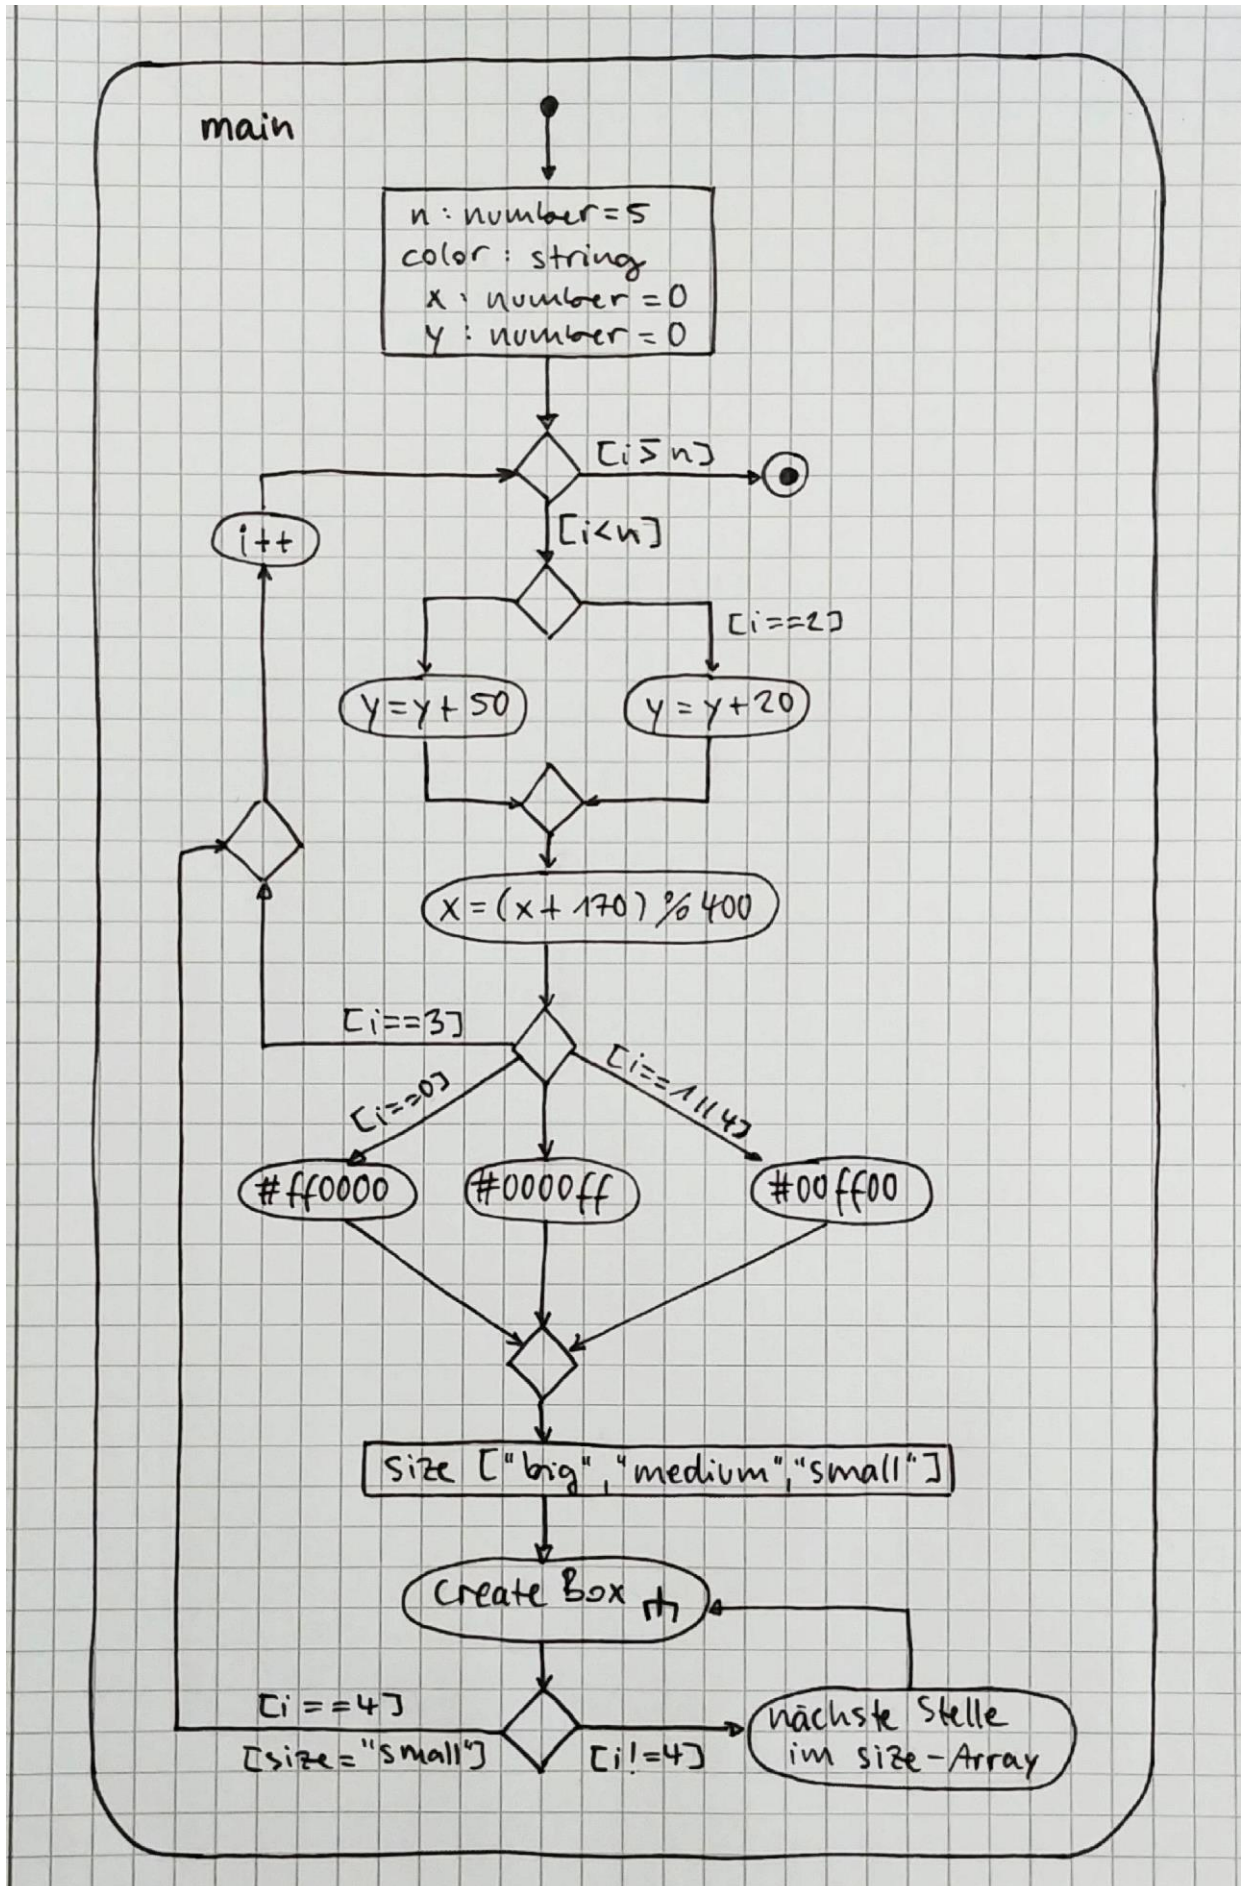 main
n : number = 5
color : string
x : number = 0
y : number = 0
[i ≥ n]
[i<n]
i++
[i==2]
y=y+50
y = y+20
x = (x + 170) % 400
[i==3]
[i==0]
[i==1||4]
#ff0000
#0000ff
#00ff00
size ["big", "medium", "small"]
create Box
[i==4]
[size="small"]
[i!=4]
nächste Stelle
im size-Array